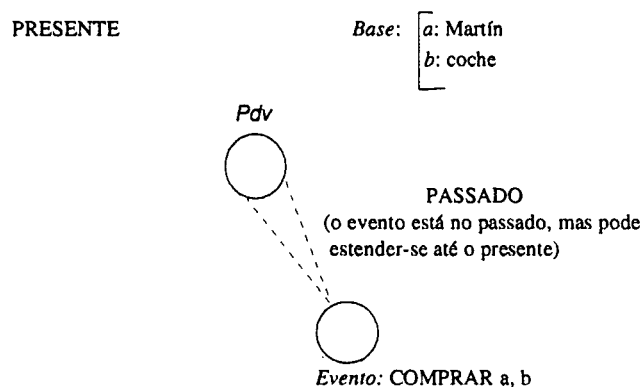 PRESENTE
Base: a: Martín
b: coche
Pdv
PASSADO
(o evento está no passado, mas pode
estender-se até o presente)
Evento: COMPRAR a, b